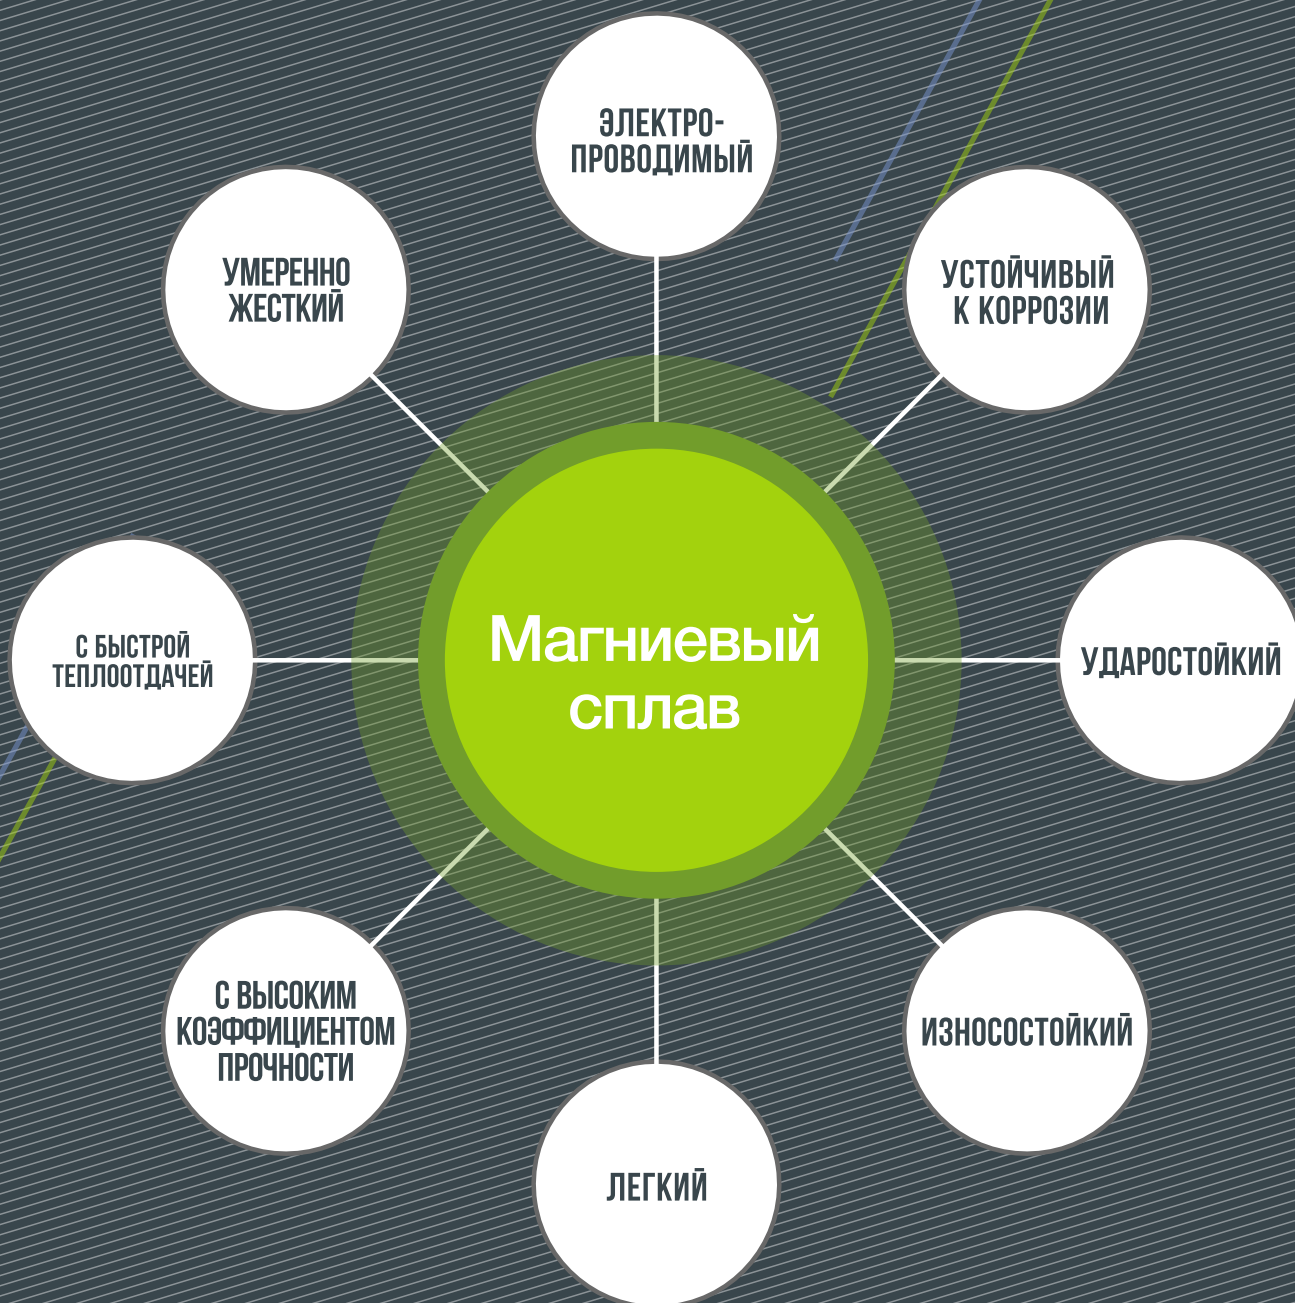 ЭЛЕКТРО-
ПРОВОДИМЫЙ
УМЕРЕННО
ЖЕСТКИЙ
УСТОЙЧИВЫЙ
К КОРРОЗИИ
С БЫСТРОЙ
ТЕПЛООТДАЧЕЙ
Магниевый
сплав
УДАРОСТОЙКИЙ
С ВЫСОКИМ
КОЭФФИЦИЕНТОМ
ПРОЧНОСТИ
ИЗНОСОСТОЙКИЙ
ЛЕГКИЙ